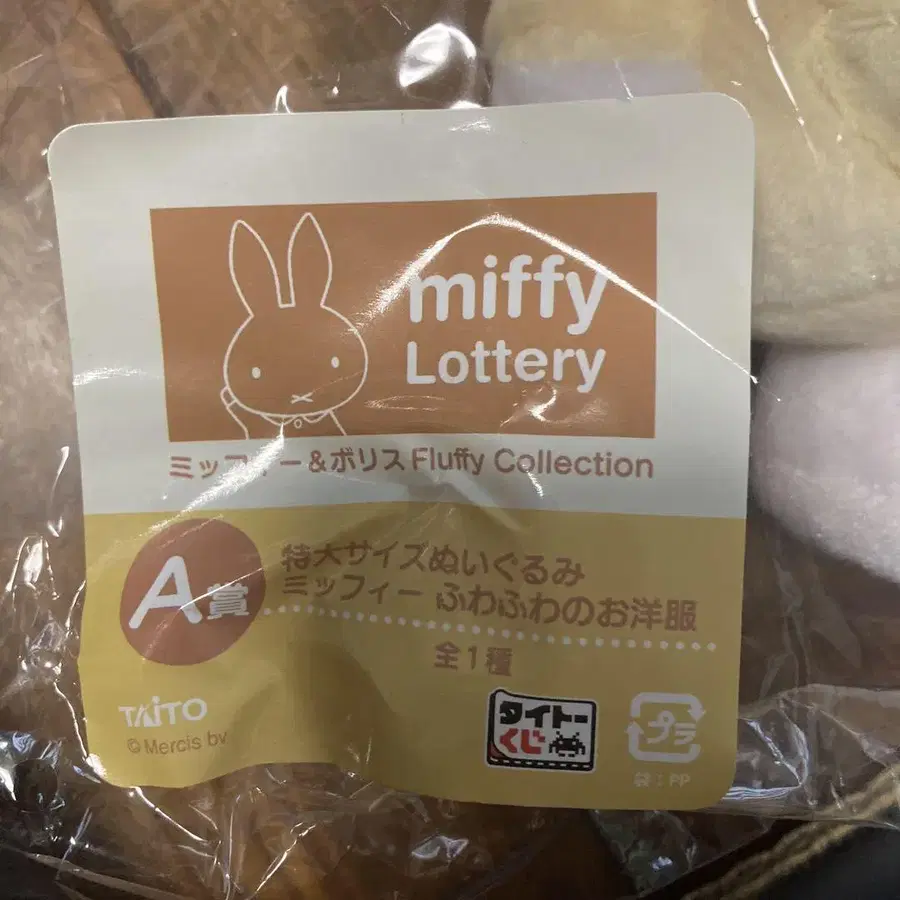 miffy
Lottery
ミッフィー＆ボリス Fluffy Collection
A賞
特大サイズぬいぐるみ
ミッフィー ふわふわのお洋服
全1種
TAITO
© Mercis bv
タイトー
くじ
プラ
袋：PP